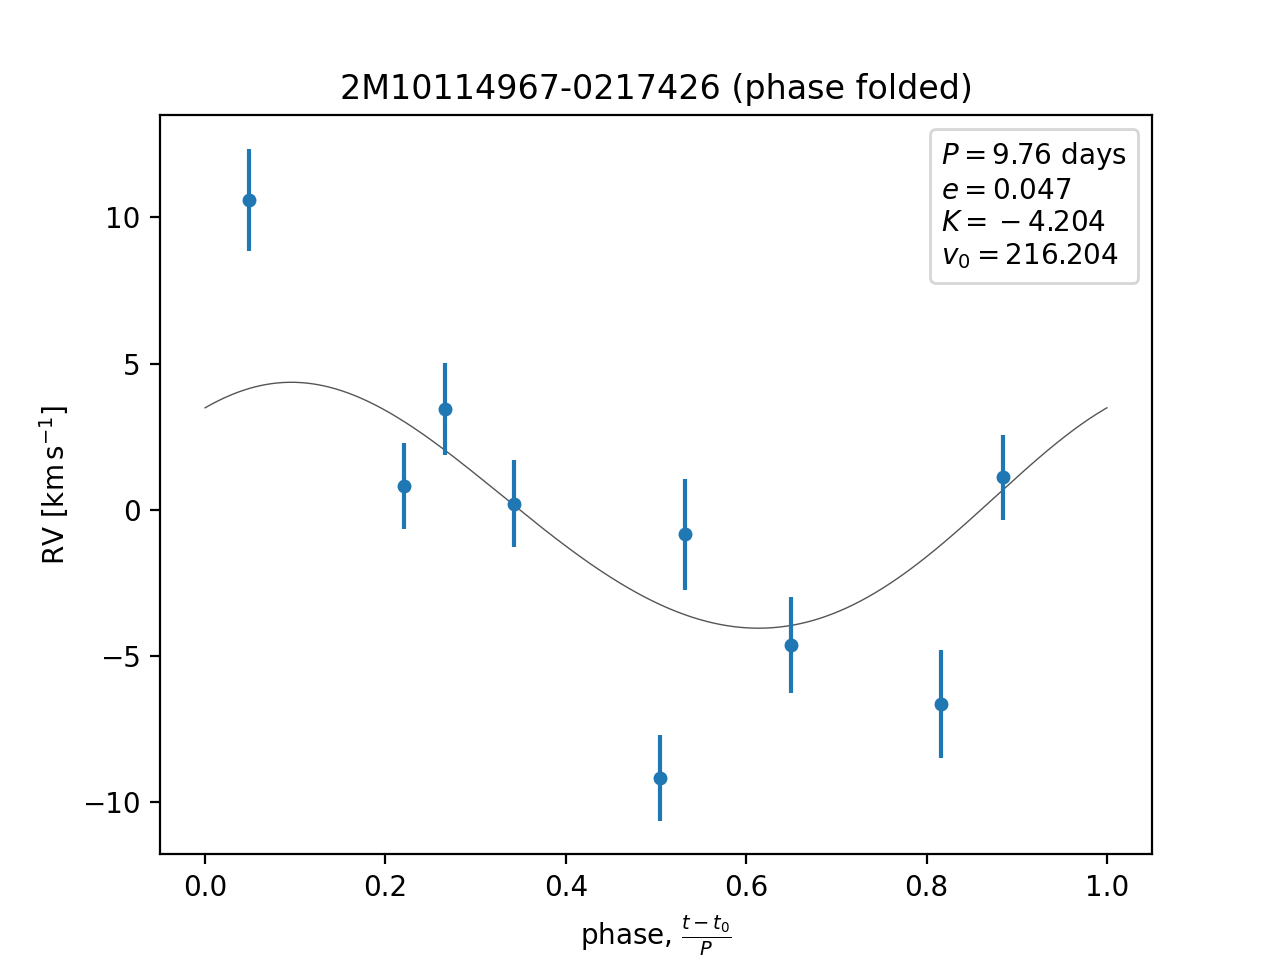 2M10114967-0217426 (phase folded)
P = 9.76 days
e = 0.047
K = −4.204
v₀ = 216.204
RV [km s⁻¹]
10
5
0
−5
−10
0.0 0.2 0.4 0.6 0.8 1.0
phase, (t − t₀)/P